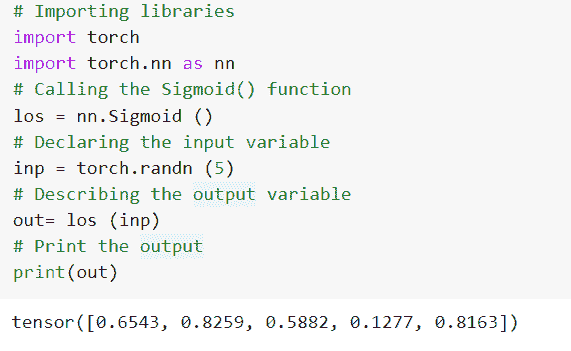 # Importing libraries
import torch
import torch.nn as nn
# Calling the Sigmoid() function
los = nn.Sigmoid ()
# Declaring the input variable
inp = torch.randn (5)
# Describing the output variable
out= los (inp)
# Print the output
print(out)
tensor([0.6543, 0.8259, 0.5882, 0.1277, 0.8163])